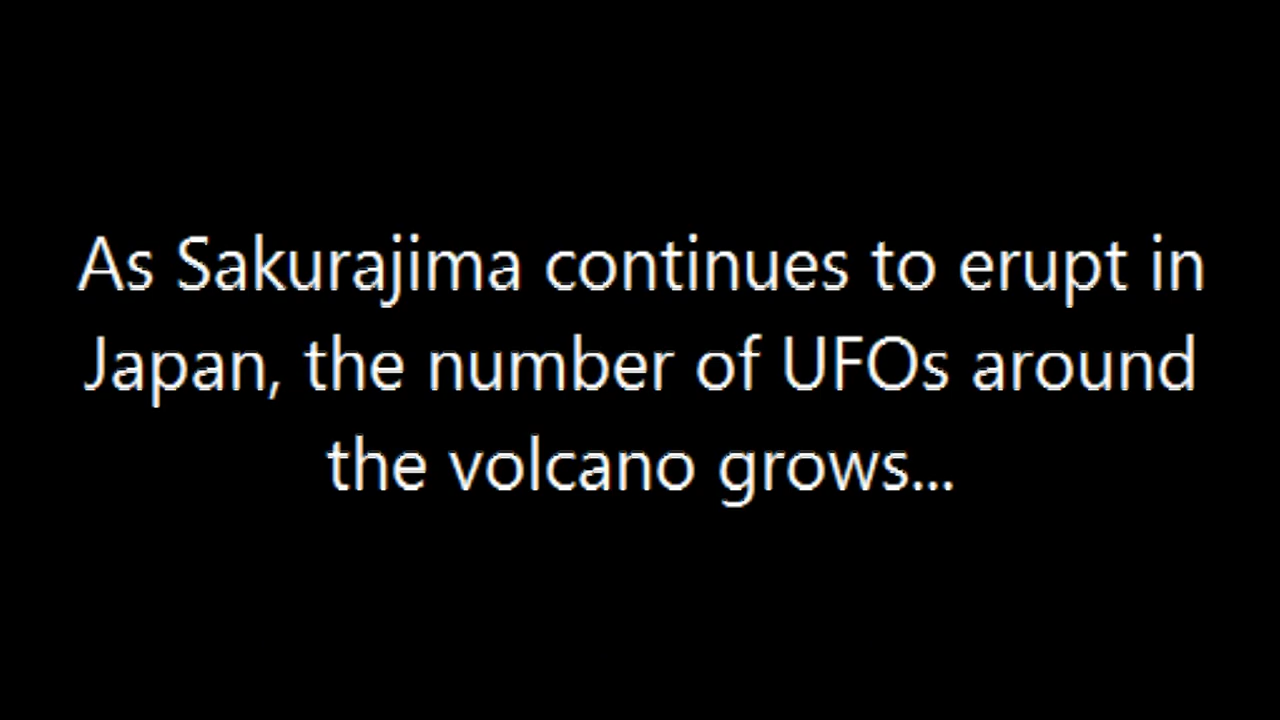 As Sakurajima continues to erupt in
Japan, the number of UFOs around
the volcano grows...